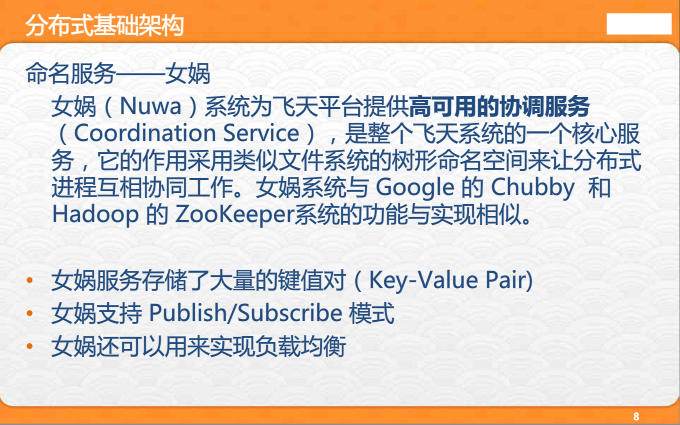 分布式基础架构
命名服务——女娲
女娲（Nuwa）系统为飞天平台提供高可用的协调服务
（Coordination Service），是整个飞天系统的一个核心服
务，它的作用采用类似文件系统的树形命名空间来让分布式
进程互相协同工作。女娲系统与 Google 的 Chubby 和
Hadoop 的 ZooKeeper系统的功能与实现相似。
• 女娲服务存储了大量的键值对（Key-Value Pair)
• 女娲支持 Publish/Subscribe 模式
• 女娲还可以用来实现负载均衡
8